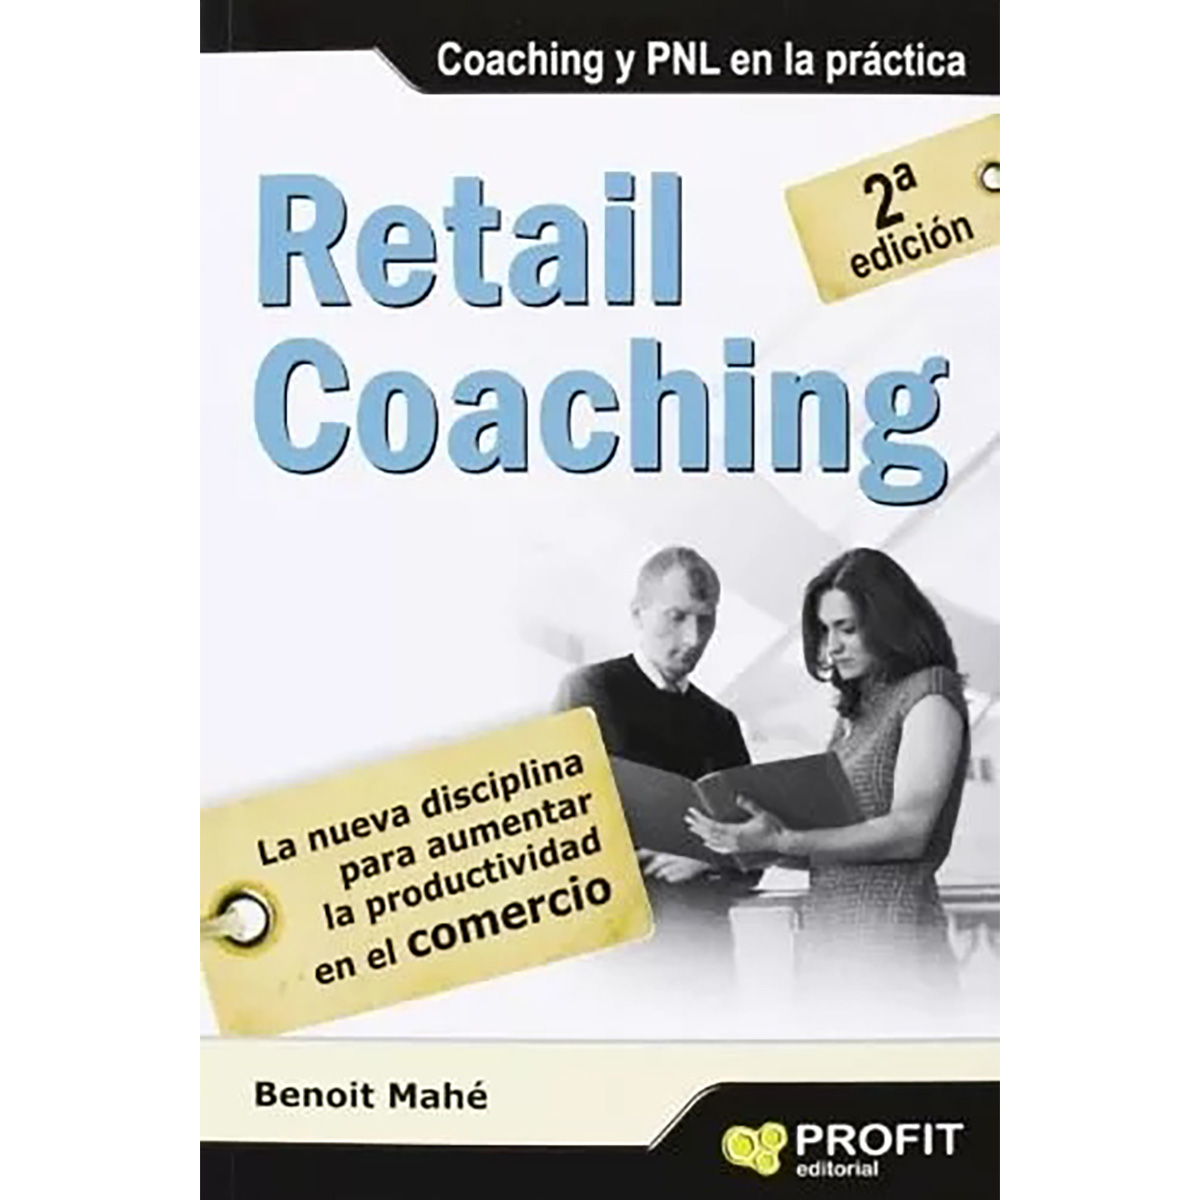 Coaching y PNL en la práctica
2ª
edición
Retail
Coaching
La nueva disciplina
para aumentar
la productividad
en el comercio
Benoit Mahé
PROFIT
editorial